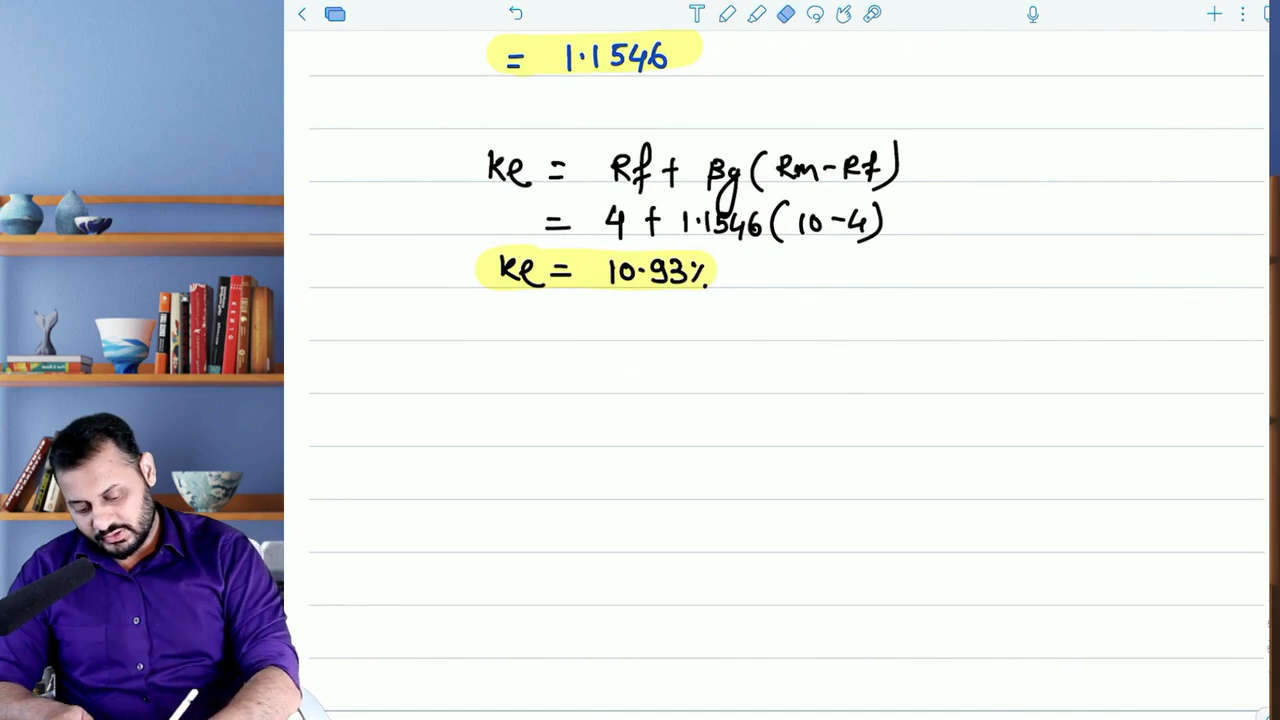 = 1.1546
Ke = Rf + βg (Rm - Rf)
= 4 + 1.1546 (10 - 4)
Ke = 10.93%